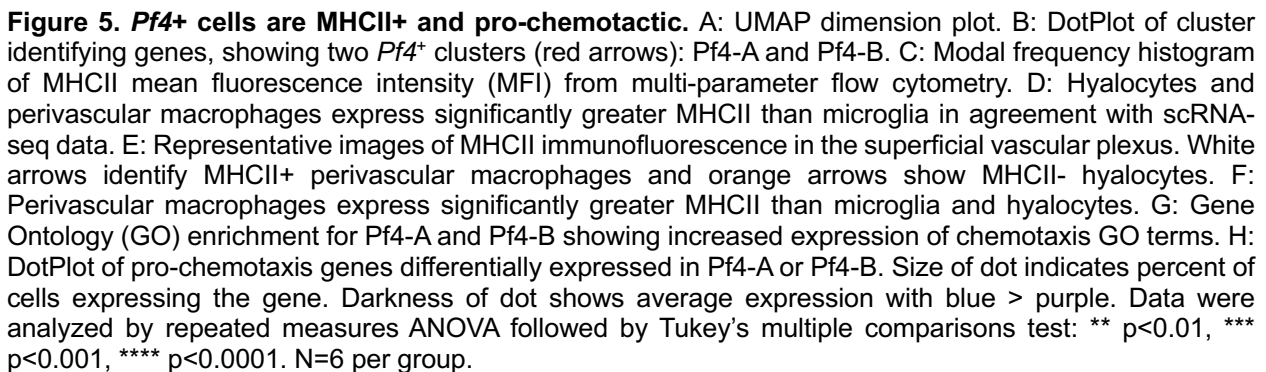 Figure 5. Pf4+ cells are MHCII+ and pro-chemotactic. A: UMAP dimension plot. B: DotPlot of cluster
identifying genes, showing two Pf4⁺ clusters (red arrows): Pf4-A and Pf4-B. C: Modal frequency histogram
of MHCII mean fluorescence intensity (MFI) from multi-parameter flow cytometry. D: Hyalocytes and
perivascular macrophages express significantly greater MHCII than microglia in agreement with scRNA-
seq data. E: Representative images of MHCII immunofluorescence in the superficial vascular plexus. White
arrows identify MHCII+ perivascular macrophages and orange arrows show MHCII- hyalocytes. F:
Perivascular macrophages express significantly greater MHCII than microglia and hyalocytes. G: Gene
Ontology (GO) enrichment for Pf4-A and Pf4-B showing increased expression of chemotaxis GO terms. H:
DotPlot of pro-chemotaxis genes differentially expressed in Pf4-A or Pf4-B. Size of dot indicates percent of
cells expressing the gene. Darkness of dot shows average expression with blue > purple. Data were
analyzed by repeated measures ANOVA followed by Tukey's multiple comparisons test: ** p<0.01, ***
p<0.001, **** p<0.0001. N=6 per group.